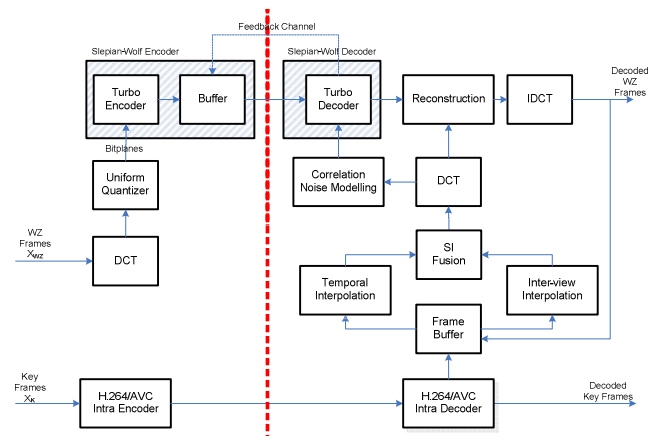 Feedback Channel
Slepian-Wolf Encoder
Slepian-Wolf Decoder
Decoded
WZ
Frames
Turbo
Encoder
Buffer
Turbo
Decoder
Reconstruction
IDCT
Bitplanes
Uniform
Quantizer
Correlation
Noise Modelling
DCT
WZ
Frames
XWZ
DCT
SI
Fusion
Temporal
Interpolation
Inter-view
Interpolation
Frame
Buffer
Key
Frames
XK
H.264/AVC
Intra Encoder
H.264/AVC
Intra Decoder
Decoded
Key Frames